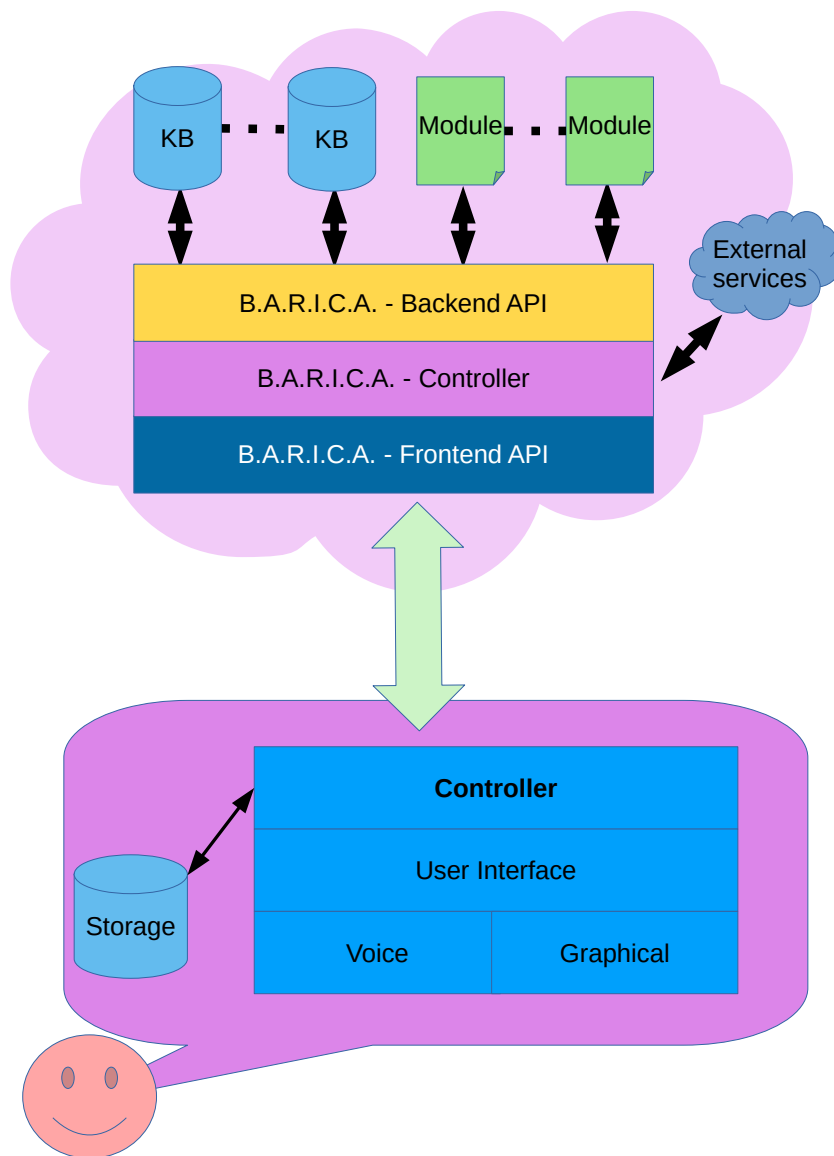 KB
KB
Module
Module
External
services
B.A.R.I.C.A. - Backend API
B.A.R.I.C.A. - Controller
B.A.R.I.C.A. - Frontend API
Controller
User Interface
Storage
Voice
Graphical